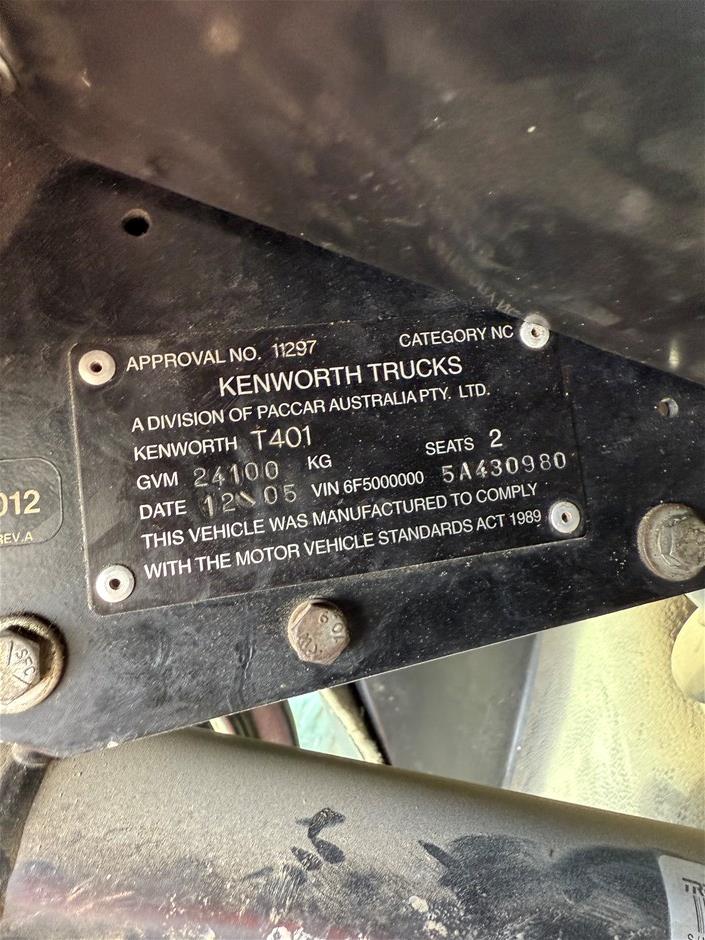 APPROVAL NO. 11297 CATEGORY NC
KENWORTH TRUCKS
A DIVISION OF PACCAR AUSTRALIA PTY. LTD.
KENWORTH T401
GVM 24100 KG SEATS 2
DATE 12\05 VIN 6F5000000 5A430980
THIS VEHICLE WAS MANUFACTURED TO COMPLY
WITH THE MOTOR VEHICLE STANDARDS ACT 1989
012
REV.A
SFC